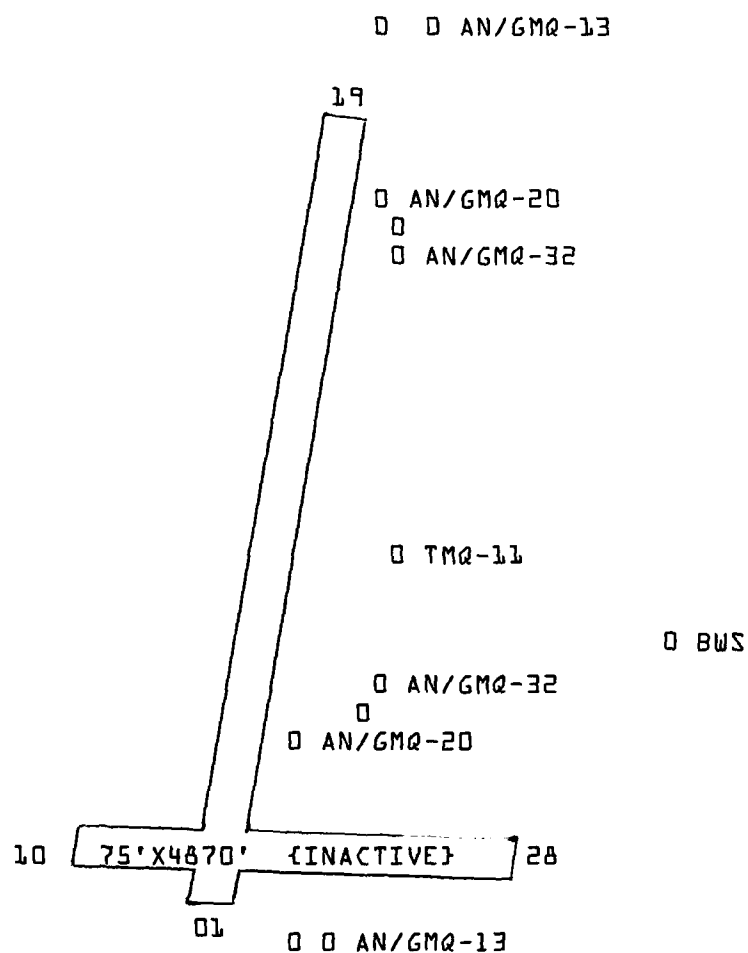 AN/GMQ-13
19
AN/GMQ-20
AN/GMQ-32
TMQ-11
BWS
AN/GMQ-32
AN/GMQ-20
10 75'X4870' {INACTIVE} 28
01
AN/GMQ-13